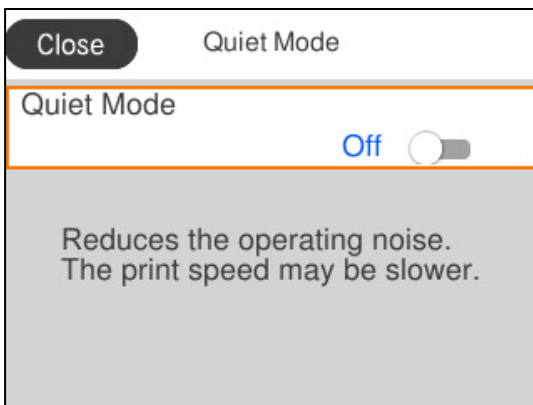 Close Quiet Mode
Quiet Mode
Off
Reduces the operating noise.
The print speed may be slower.